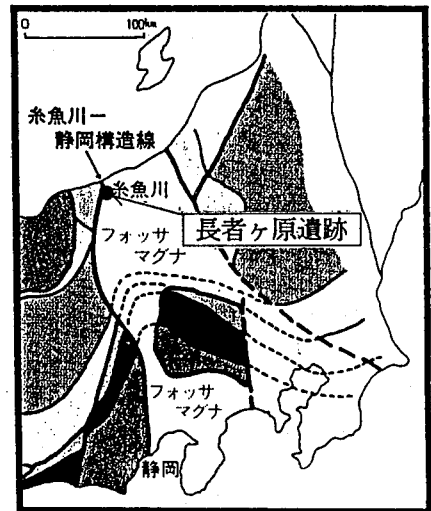 0 100km
糸魚川ー
静岡構造線
糸魚川
長者ヶ原遺跡
フォッサ
マグナ
フォッサ
マグナ
静岡